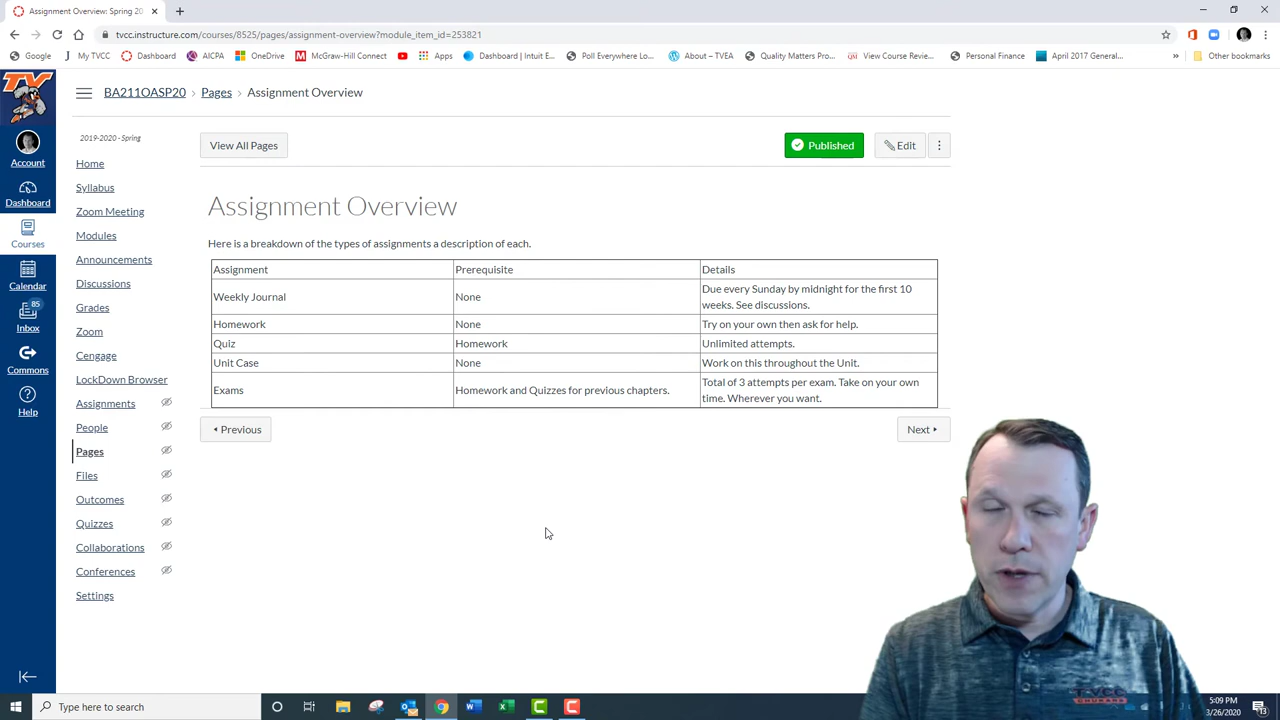 Assignment Overview: Spring 20
tvcc.instructure.com/courses/8525/pages/assignment-overview?module_item_id=253821
Google
My TVCC
Dashboard
AICPA
OneDrive
McGraw-Hill Connect
Apps
Dashboard | Intuit E...
Poll Everywhere Lo...
About – TVEA
Quality Matters Pro...
View Course Revie...
Personal Finance
April 2017 General...
»
Other bookmarks
TV
BA211OASP20 › Pages › Assignment Overview
2019-2020 - Spring
Account
Dashboard
Courses
Calendar
85
Inbox
Commons
Help
Home
Syllabus
Zoom Meeting
Modules
Announcements
Discussions
Grades
Zoom
Cengage
LockDown Browser
Assignments
People
Pages
Files
Outcomes
Quizzes
Collaborations
Conferences
Settings
View All Pages
Published
Edit
Assignment Overview
Here is a breakdown of the types of assignments a description of each.
Assignment Prerequisite Details
Weekly Journal None Due every Sunday by midnight for the first 10
weeks. See discussions.
Homework None Try on your own then ask for help.
Quiz Homework Unlimited attempts.
Unit Case None Work on this throughout the Unit.
Exams Homework and Quizzes for previous chapters. Total of 3 attempts per exam. Take on your own
time. Wherever you want.
Previous
Next
TVCC
Type here to search
5:09 PM
3/26/2020